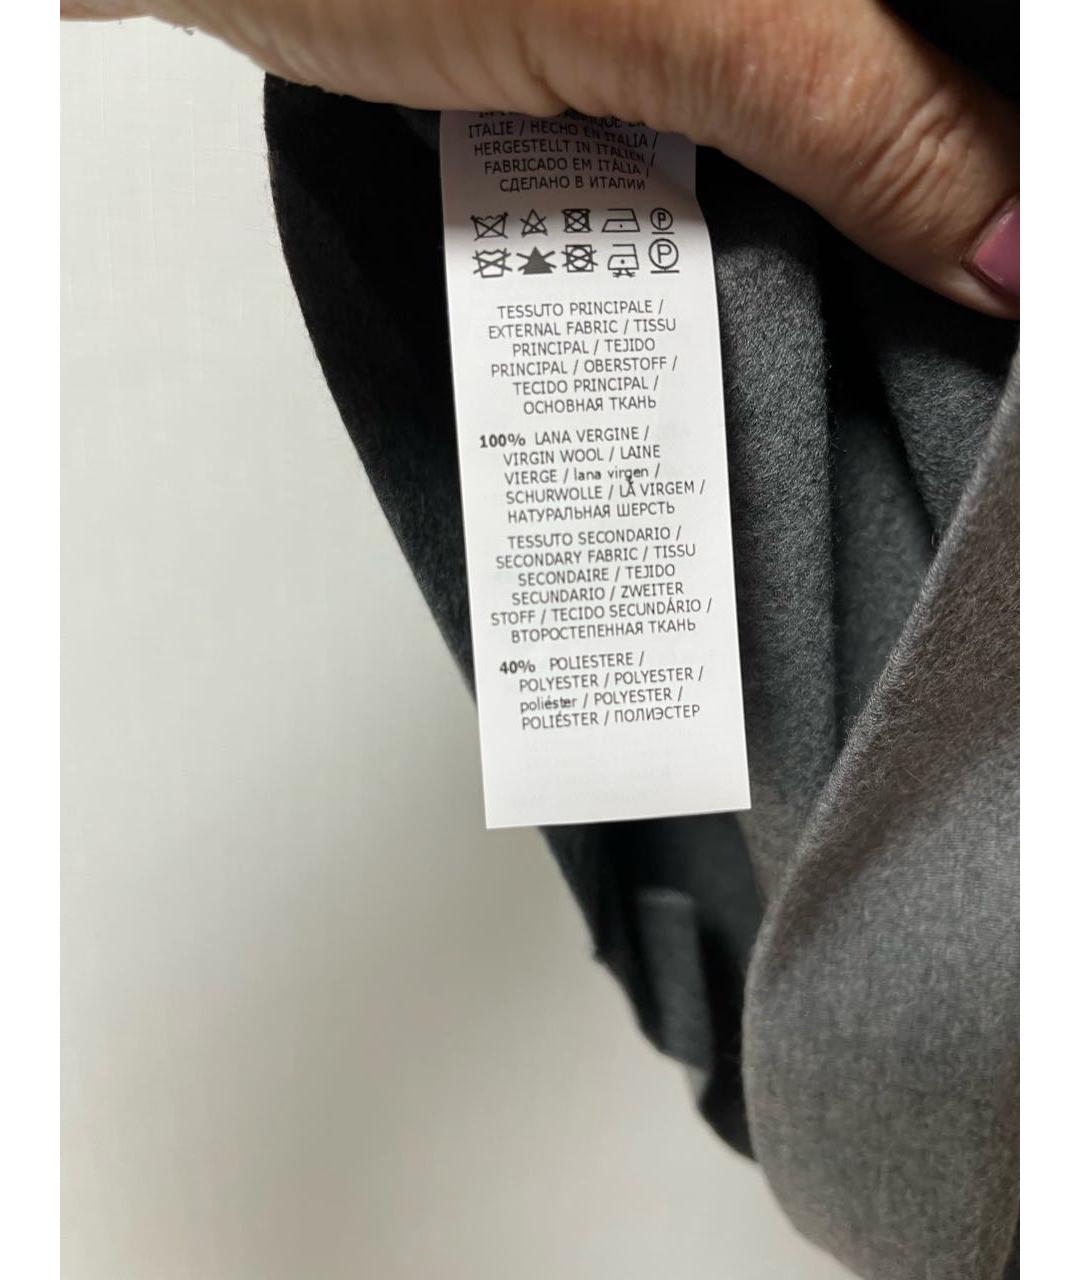 ITALIE / HECHO EN ITALIA /
HERGESTELLT IN ITALIEN /
FABRICADO EM ITÁLIA /
СДЕЛАНО В ИТАЛИИ
P
P
TESSUTO PRINCIPALE /
EXTERNAL FABRIC / TISSU
PRINCIPAL / TEJIDO
PRINCIPAL / OBERSTOFF /
TECIDO PRINCIPAL /
ОСНОВНАЯ ТКАНЬ
100% LANA VERGINE /
VIRGIN WOOL / LAINE
VIERGE / lana virgen /
SCHURWOLLE / LÃ VIRGEM /
НАТУРАЛЬНАЯ ШЕРСТЬ
TESSUTO SECONDARIO /
SECONDARY FABRIC / TISSU
SECONDAIRE / TEJIDO
SECUNDARIO / ZWEITER
STOFF / TECIDO SECUNDÁRIO /
ВТОРОСТЕПЕННАЯ ТКАНЬ
40% POLIESTERE /
POLYESTER / POLYESTER /
poliéster / POLYESTER /
POLIÉSTER / ПОЛИЭСТЕР